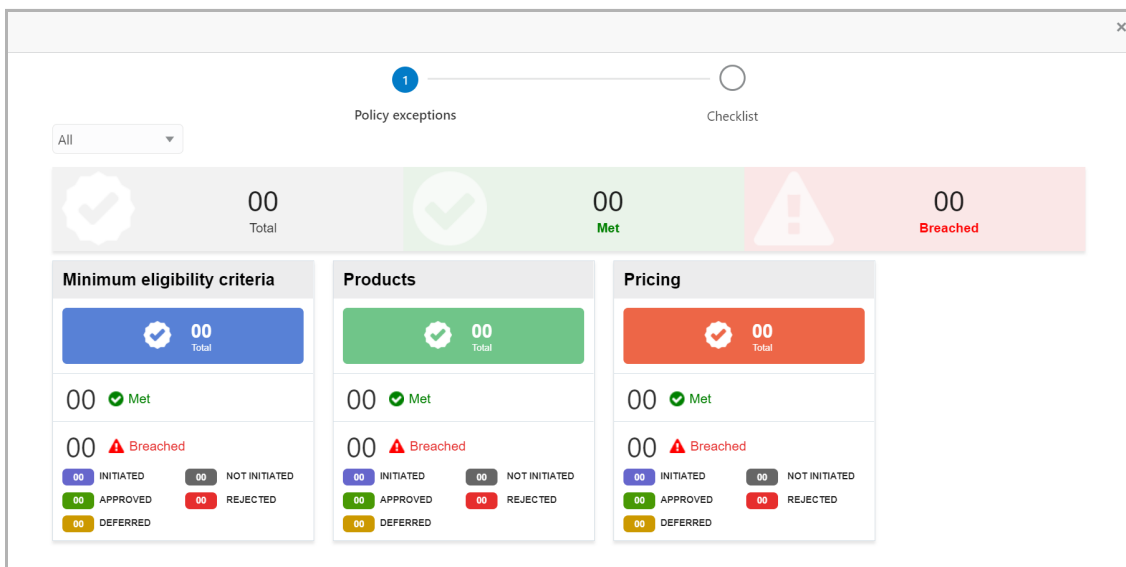 ×
1
Policy exceptions
Checklist
All
00
Total
00
Met
00
Breached
Minimum eligibility criteria
00
Total
00 Met
00 Breached
00 INITIATED 00 NOT INITIATED
00 APPROVED 00 REJECTED
00 DEFERRED
Products
00
Total
00 Met
00 Breached
00 INITIATED 00 NOT INITIATED
00 APPROVED 00 REJECTED
00 DEFERRED
Pricing
00
Total
00 Met
00 Breached
00 INITIATED 00 NOT INITIATED
00 APPROVED 00 REJECTED
00 DEFERRED